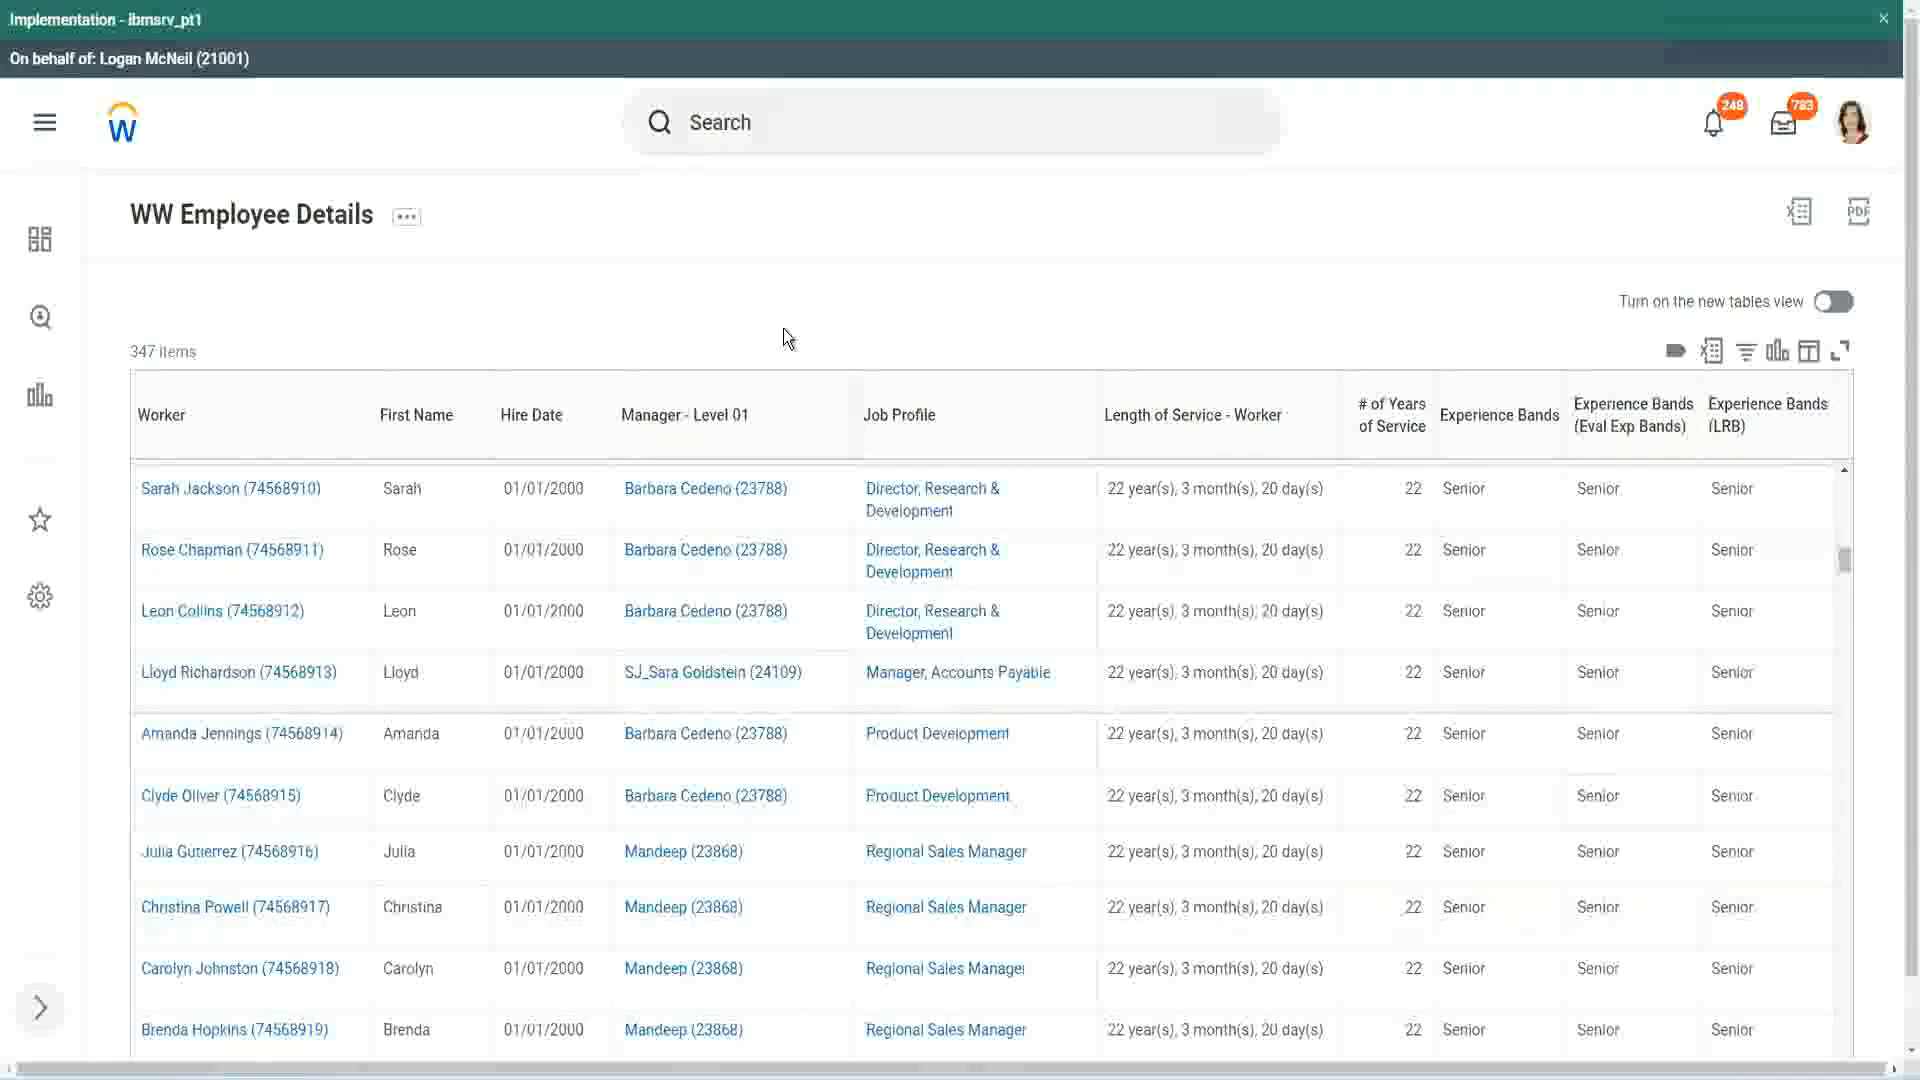 Implementation - ibmsrv_pt1
On behalf of: Logan McNeil (21001)
W
Search
248
783
WW Employee Details
PDF
Turn on the new tables view
347 items
Worker First Name Hire Date Manager - Level 01 Job Profile Length of Service - Worker # of Years of Service Experience Bands Experience Bands (Eval Exp Bands) Experience Bands (LRB)
Sarah Jackson (74568910) Sarah 01/01/2000 Barbara Cedeno (23788) Director, Research & Development 22 year(s), 3 month(s), 20 day(s) 22 Senior Senior Senior
Rose Chapman (74568911) Rose 01/01/2000 Barbara Cedeno (23788) Director, Research & Development 22 year(s), 3 month(s), 20 day(s) 22 Senior Senior Senior
Leon Collins (74568912) Leon 01/01/2000 Barbara Cedeno (23788) Director, Research & Development 22 year(s), 3 month(s), 20 day(s) 22 Senior Senior Senior
Lloyd Richardson (74568913) Lloyd 01/01/2000 SJ_Sara Goldstein (24109) Manager, Accounts Payable 22 year(s), 3 month(s), 20 day(s) 22 Senior Senior Senior
Amanda Jennings (74568914) Amanda 01/01/2000 Barbara Cedeno (23788) Product Development 22 year(s), 3 month(s), 20 day(s) 22 Senior Senior Senior
Clyde Oliver (74568915) Clyde 01/01/2000 Barbara Cedeno (23788) Product Development 22 year(s), 3 month(s), 20 day(s) 22 Senior Senior Senior
Julia Gutierrez (74568916) Julia 01/01/2000 Mandeep (23868) Regional Sales Manager 22 year(s), 3 month(s), 20 day(s) 22 Senior Senior Senior
Christina Powell (74568917) Christina 01/01/2000 Mandeep (23868) Regional Sales Manager 22 year(s), 3 month(s), 20 day(s) 22 Senior Senior Senior
Carolyn Johnston (74568918) Carolyn 01/01/2000 Mandeep (23868) Regional Sales Manager 22 year(s), 3 month(s), 20 day(s) 22 Senior Senior Senior
Brenda Hopkins (74568919) Brenda 01/01/2000 Mandeep (23868) Regional Sales Manager 22 year(s), 3 month(s), 20 day(s) 22 Senior Senior Senior